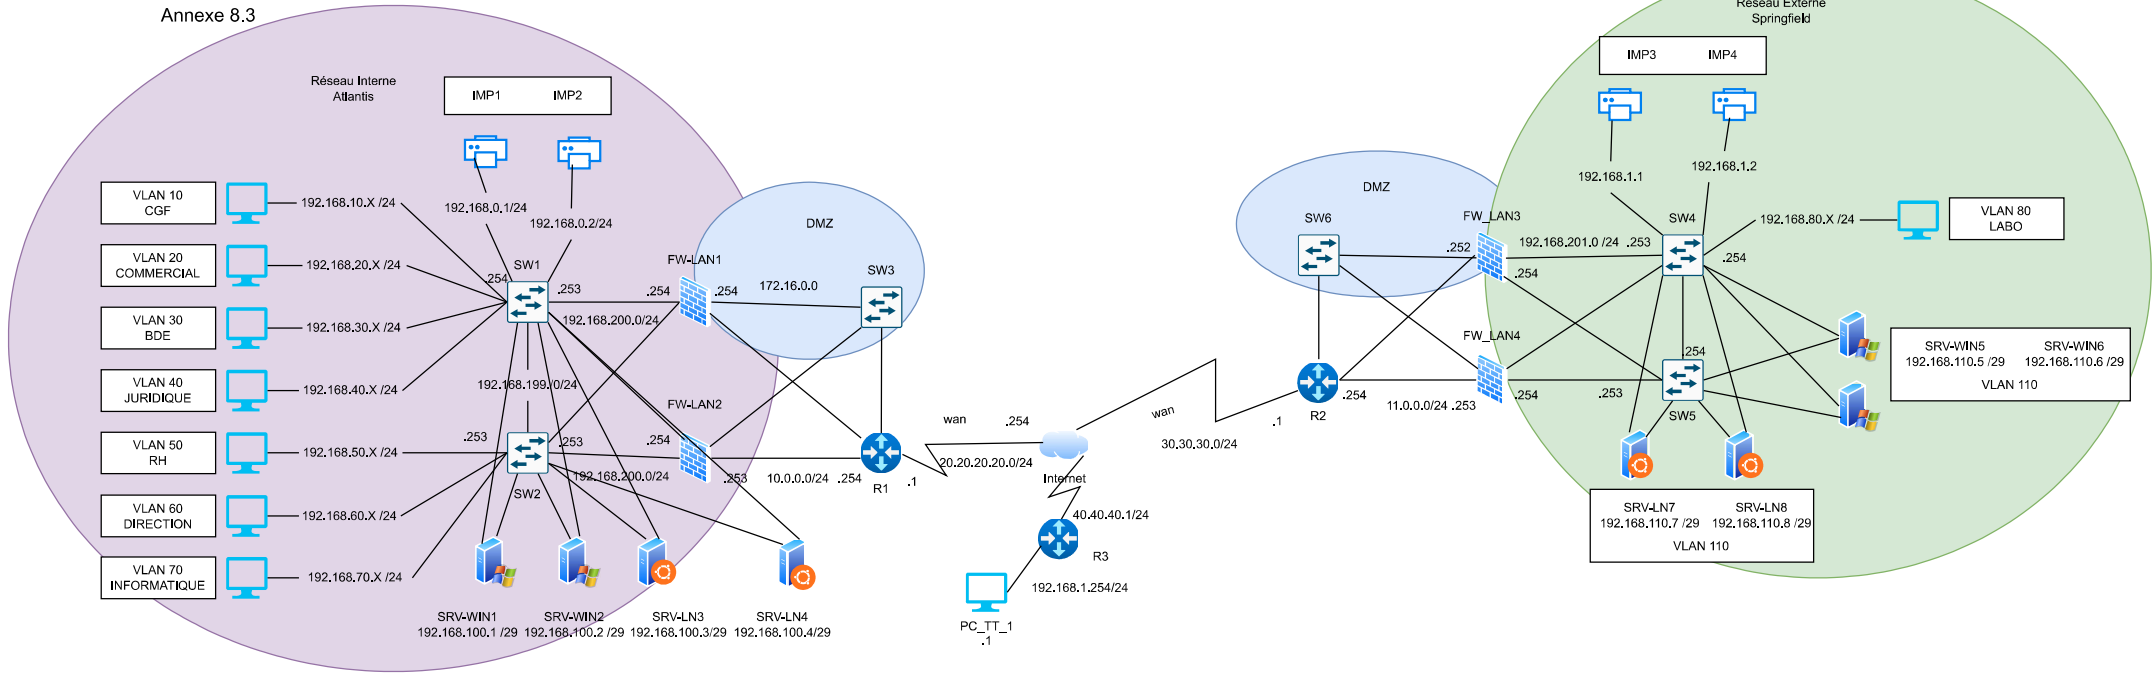 Annexe 8.3
Réseau Interne
Atlantis
IMP1 IMP2
VLAN 10
CGF
192.168.10.X /24
VLAN 20
COMMERCIAL
192.168.20.X /24
VLAN 30
BDE
192.168.30.X /24
VLAN 40
JURIDIQUE
192.168.40.X /24
VLAN 50
RH
192.168.50.X /24
VLAN 60
DIRECTION
192.168.60.X /24
VLAN 70
INFORMATIQUE
192.168.70.X /24
192.168.0.1/24
192.168.0.2/24
SW1
.254
.253
192.168.200.0/24
.254
FW-LAN1
.254
172.16.0.0
DMZ
SW3
192.168.199.0/24
.253
.253
SW2
192.168.200.0/24
FW-LAN2
.254
.253
10.0.0.0/24
.254
R1
.1
wan
.254
20.20.20.20.0/24
Internet
SRV-WIN1
192.168.100.1 /29
SRV-WIN2
192.168.100.2 /29
SRV-LN3
192.168.100.3/29
SRV-LN4
192.168.100.4/29
40.40.40.1/24
R3
192.168.1.254/24
PC_TT_1
.1
wan
30.30.30.0/24
.1
R2
.254
11.0.0.0/24
.253
FW_LAN4
.254
DMZ
SW6
.252
FW_LAN3
.254
192.168.201.0 /24
.253
Réseau Externe
Springfield
IMP3 IMP4
192.168.1.1
192.168.1.2
SW4
.254
192.168.80.X /24
VLAN 80
LABO
.254
.253
SW5
SRV-WIN5 SRV-WIN6
192.168.110.5 /29 192.168.110.6 /29
VLAN 110
SRV-LN7 SRV-LN8
192.168.110.7 /29 192.168.110.8 /29
VLAN 110